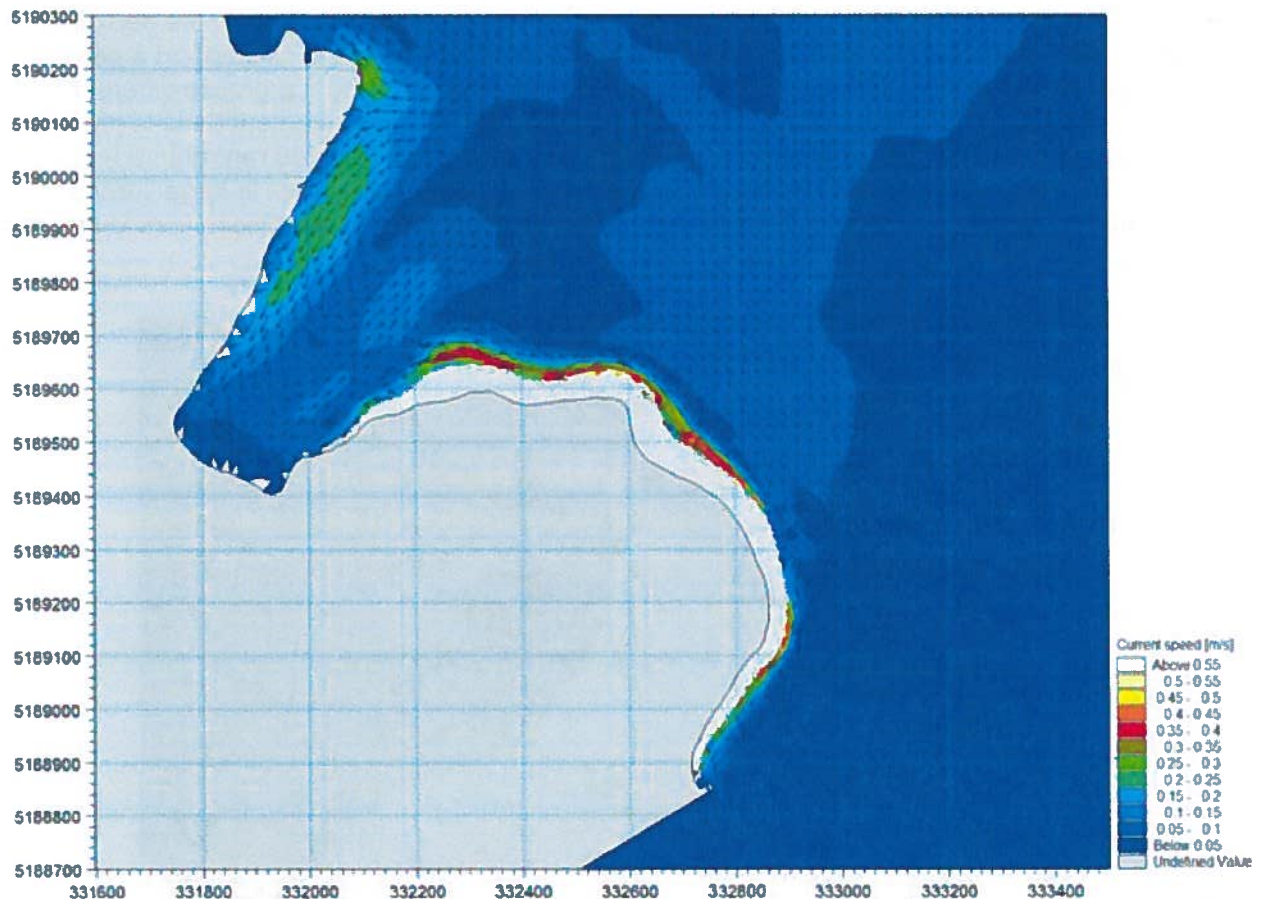 5190300
5190200
5190100
5190000
5189900
5189800
5189700
5189600
5189500
5189400
5189300
5189200
5189100
5189000
5188900
5188800
5188700
331600 331800 332000 332200 332400 332600 332800 333000 333200 333400
Current speed [m/s]
Above 0.55
0.5 - 0.55
0.45 - 0.5
0.4 - 0.45
0.35 - 0.4
0.3 - 0.35
0.25 - 0.3
0.2 - 0.25
0.15 - 0.2
0.1 - 0.15
0.05 - 0.1
Below 0.05
Undefined Value